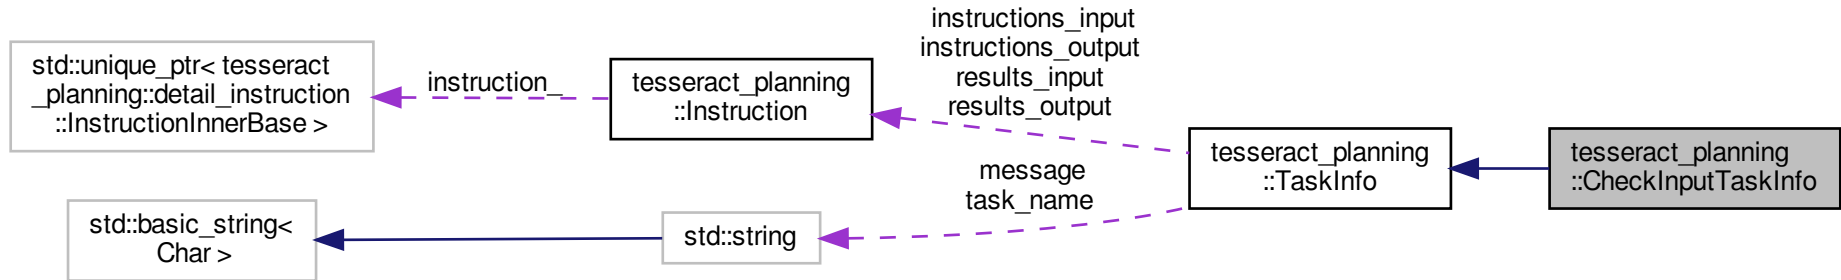 std::unique_ptr< tesseract
_planning::detail_instruction
::InstructionInnerBase >
instruction_
tesseract_planning
::Instruction
instructions_input
instructions_output
results_input
results_output
tesseract_planning
::TaskInfo
tesseract_planning
::CheckInputTaskInfo
std::basic_string<
Char >
std::string
message
task_name